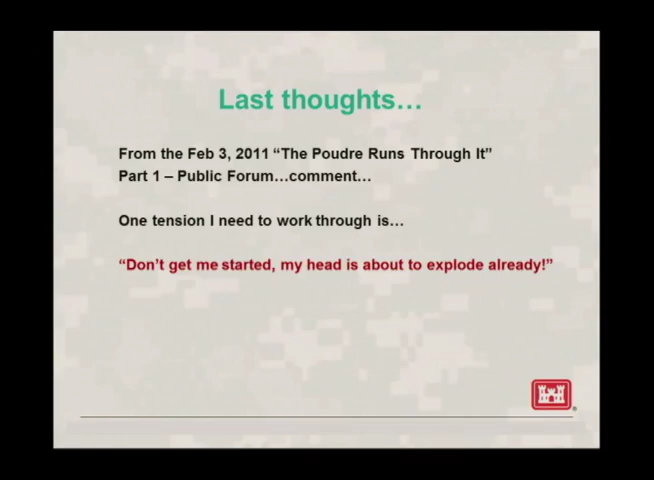 Last thoughts…
From the Feb 3, 2011 “The Poudre Runs Through It”
Part 1 – Public Forum…comment…
One tension I need to work through is…
“Don’t get me started, my head is about to explode already!”